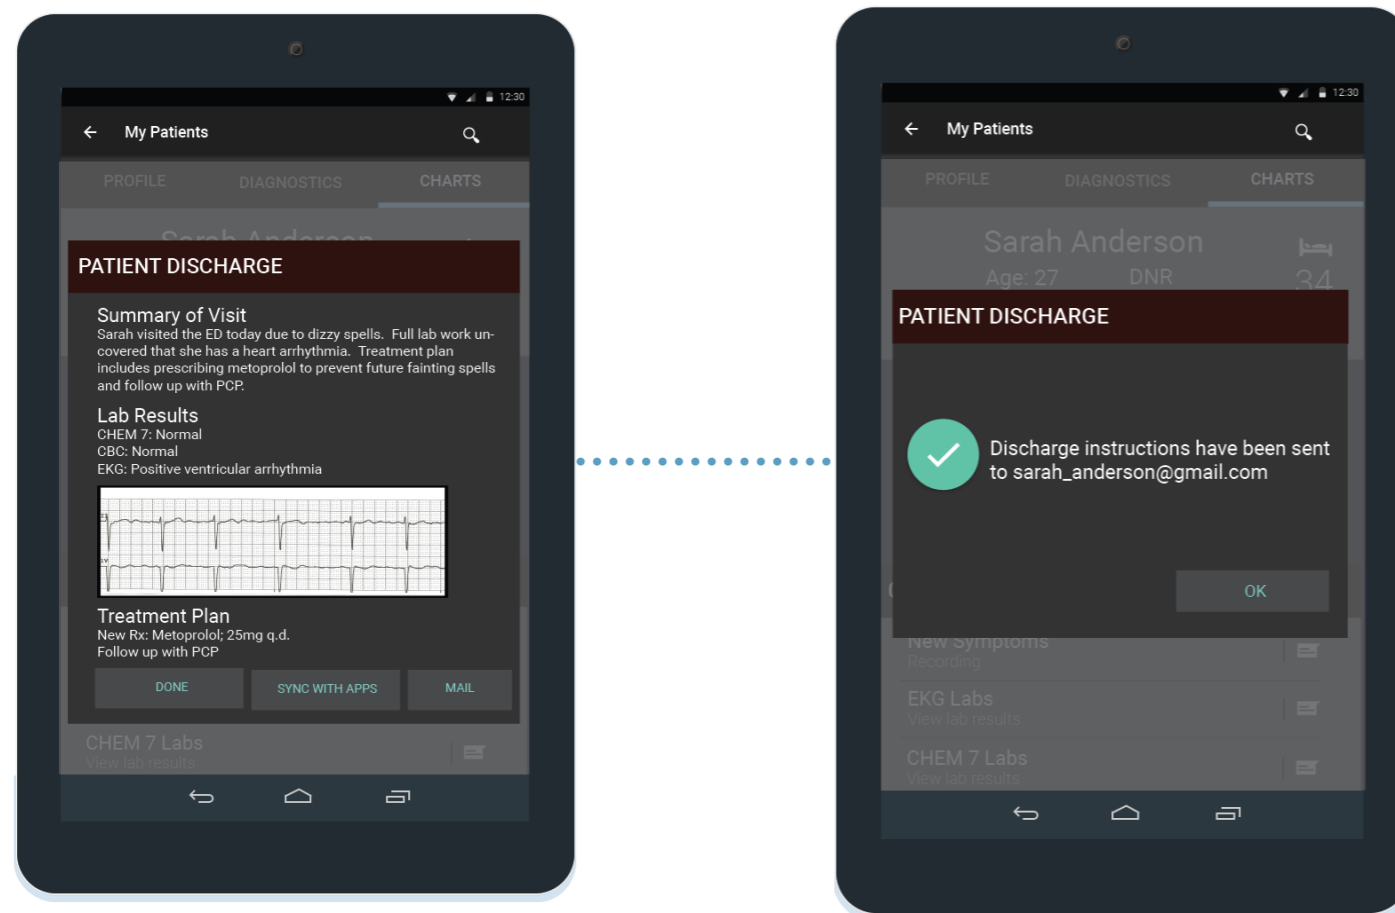 12:30
My Patients
PROFILE
DIAGNOSTICS
CHARTS
Sarah Anderson
PATIENT DISCHARGE
Summary of Visit
Sarah visited the ED today due to dizzy spells. Full lab work un-
covered that she has a heart arrhythmia. Treatment plan
includes prescribing metoprolol to prevent future fainting spells
and follow up with PCP.
Lab Results
CHEM 7: Normal
CBC: Normal
EKG: Positive ventricular arrhythmia
Treatment Plan
New Rx: Metoprolol; 25mg q.d.
Follow up with PCP
DONE
SYNC WITH APPS
MAIL
CHEM 7 Labs
View lab results
12:30
My Patients
PROFILE
DIAGNOSTICS
CHARTS
Sarah Anderson
Age: 27 DNR
34
PATIENT DISCHARGE
Discharge instructions have been sent
to sarah_anderson@gmail.com
OK
New Symptoms
Recording
EKG Labs
View lab results
CHEM 7 Labs
View lab results